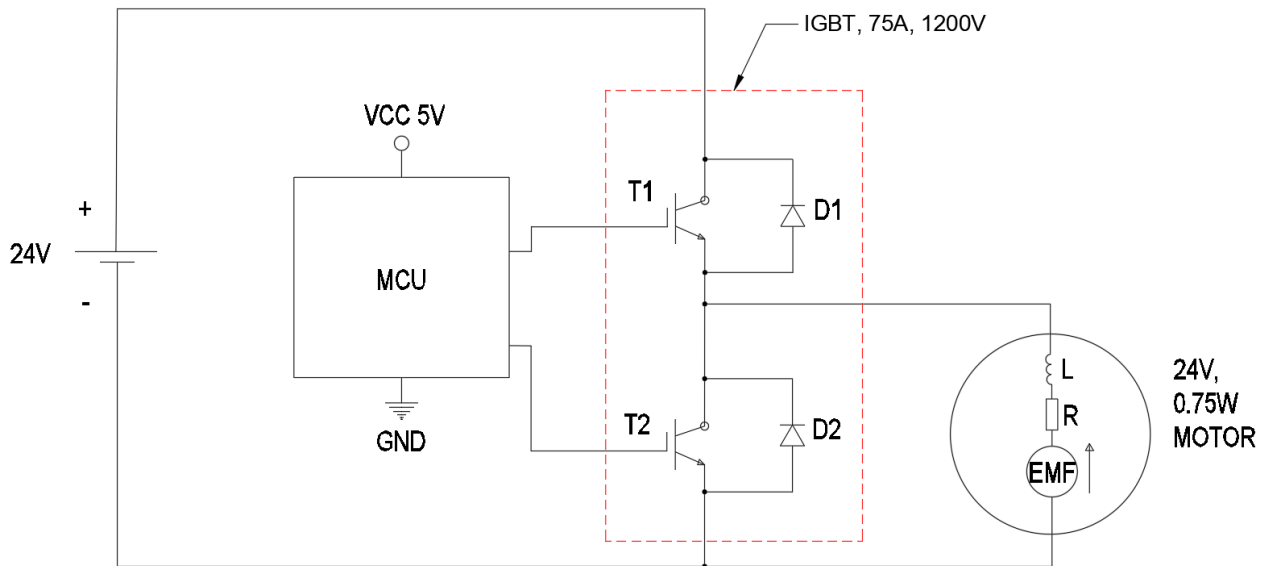 IGBT, 75A, 1200V
VCC 5V
T1
D1
+
24V
-
MCU
L
R
EMF
24V,
0.75W
MOTOR
T2
D2
GND